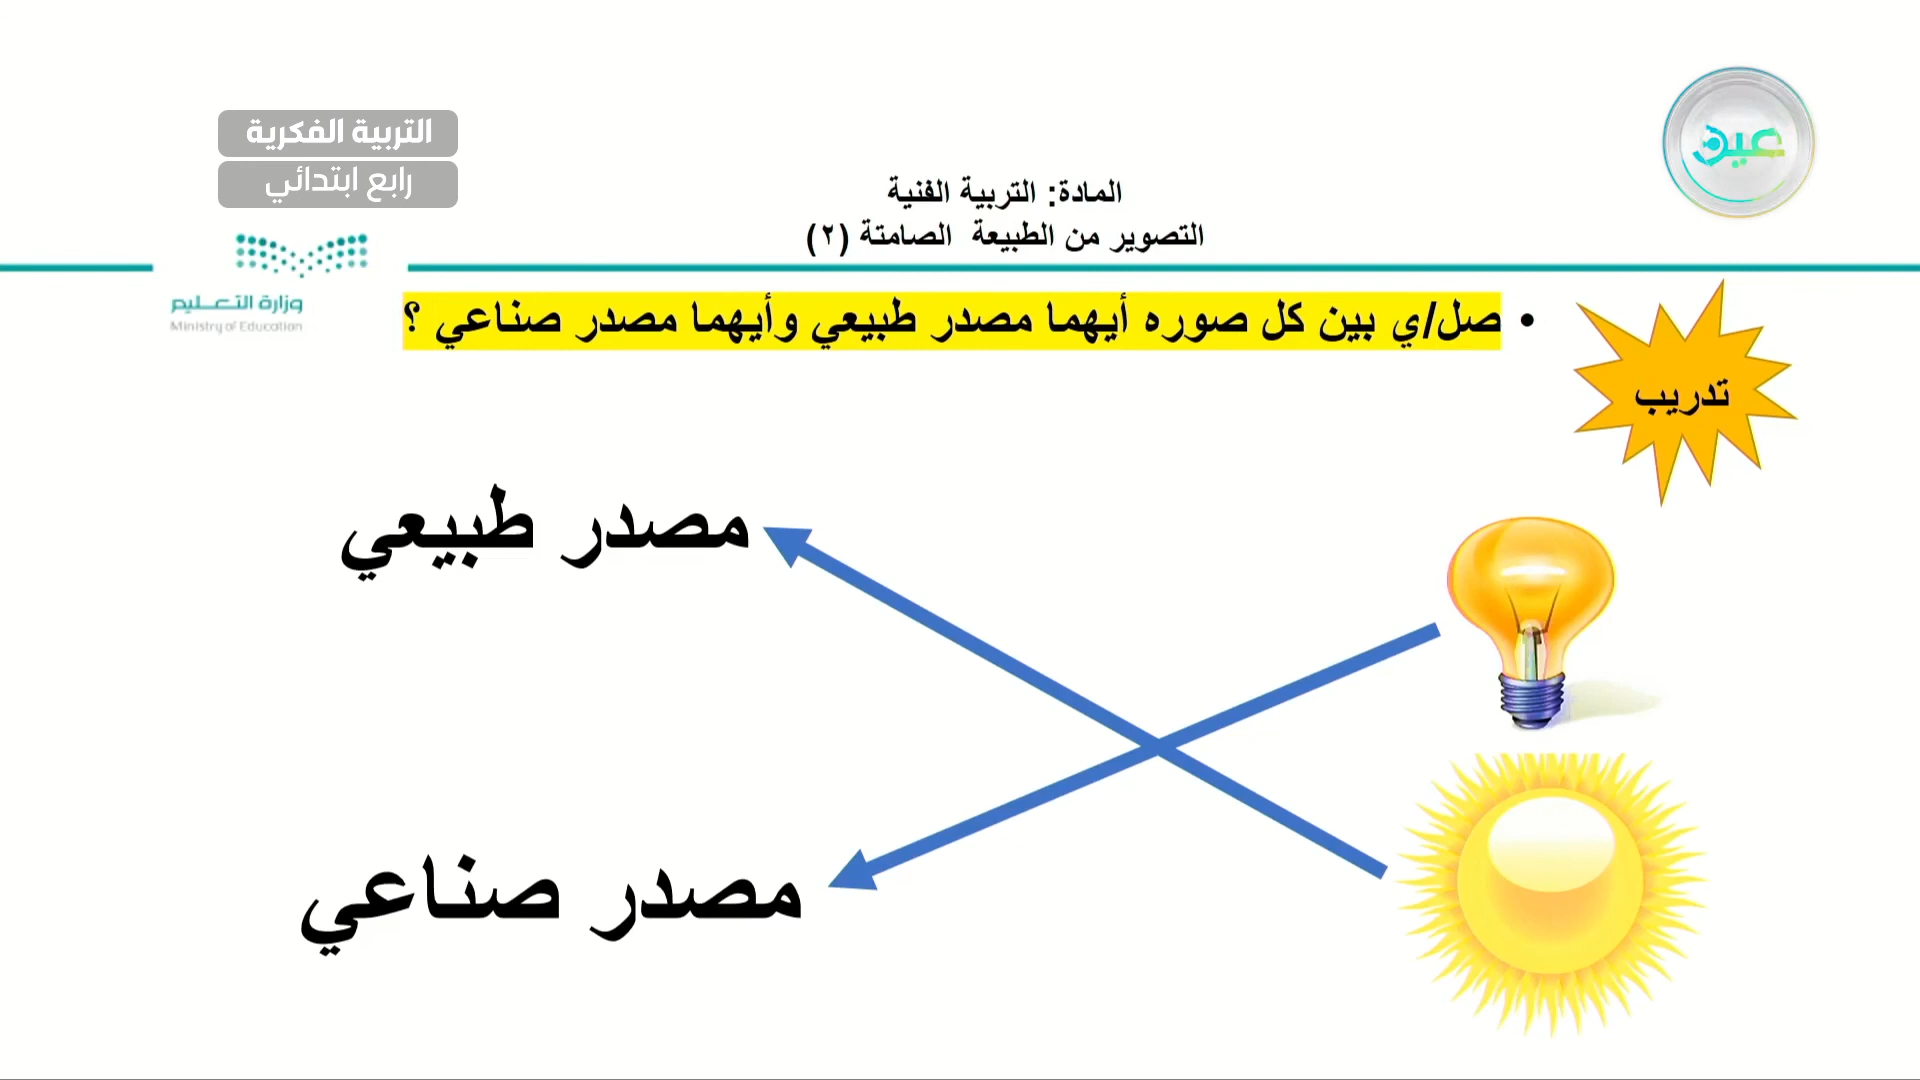 التربية الفكرية
رابع ابتدائي
عين
المادة: التربية الفنية
التصوير من الطبيعة الصامتة (٢)
وزارة التعـليم
Ministry of Education
• صل/ي بين كل صوره أيهما مصدر طبيعي وأيهما مصدر صناعي ؟
تدريب
مصدر طبيعي
مصدر صناعي